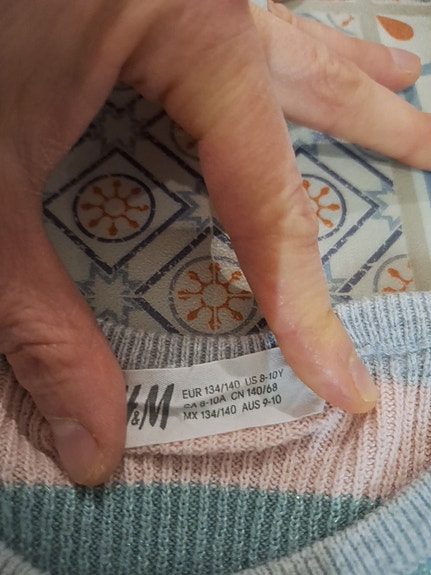 H&M
EUR 134/140 US 8-10Y
CA 8-10A CN 140/68
MX 134/140 AUS 9-10